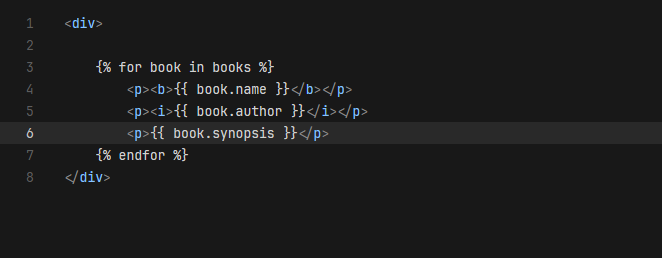 1 <div>
2
3     {% for book in books %}
4         <p><b>{{ book.name }}</b></p>
5         <p><i>{{ book.author }}</i></p>
6         <p>{{ book.synopsis }}</p>
7     {% endfor %}
8 </div>